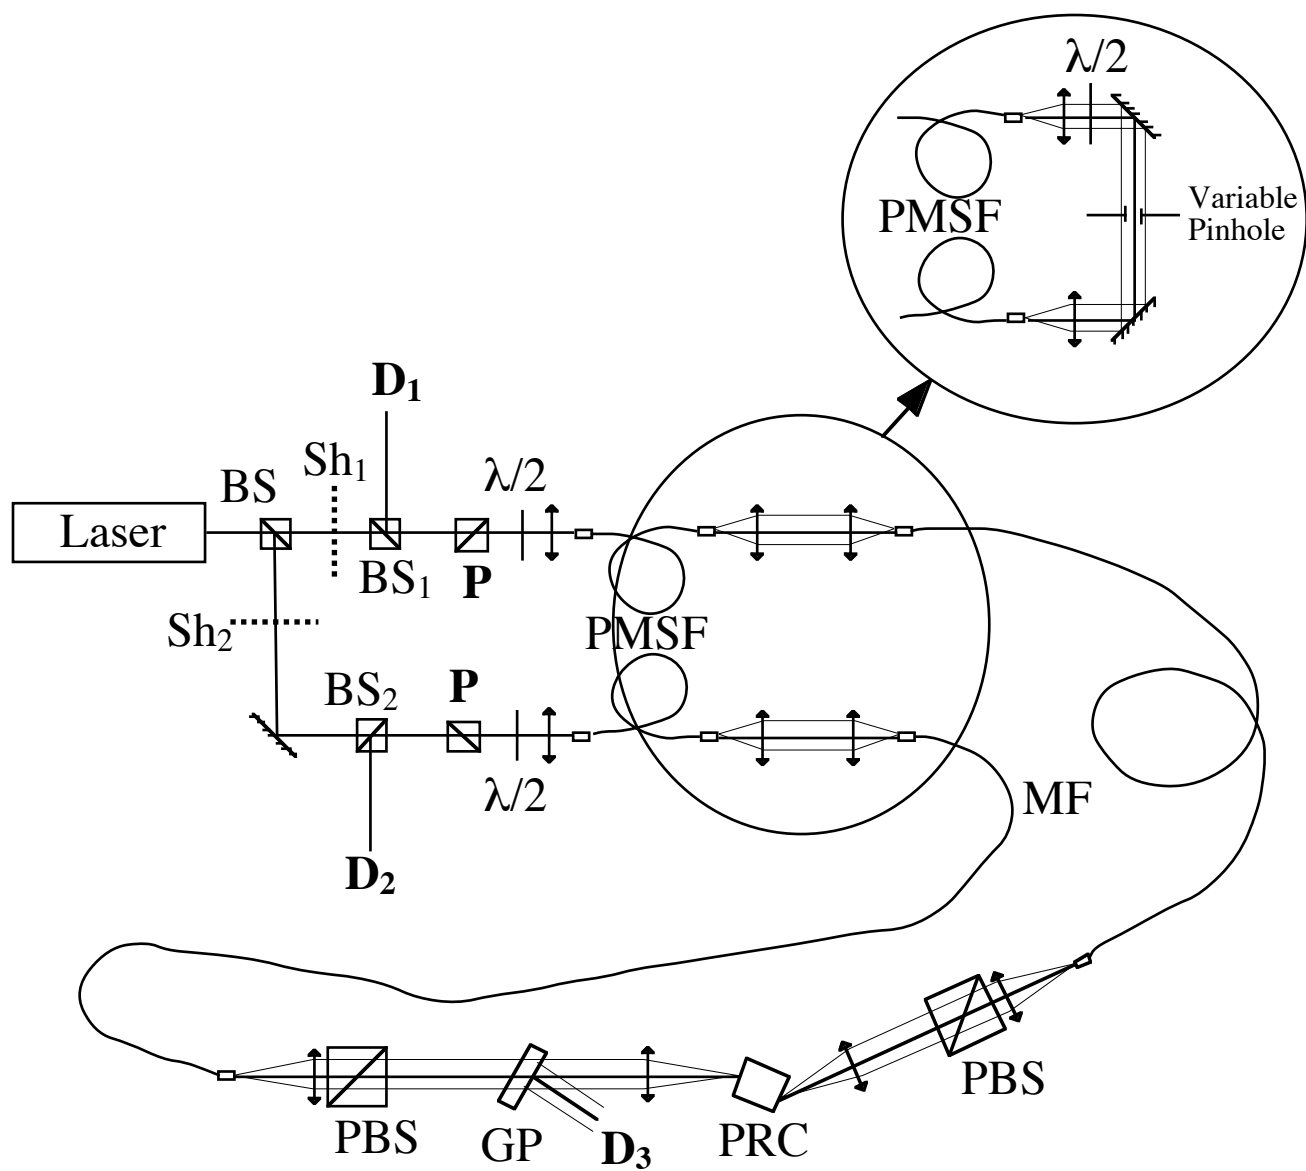 λ/2
PMSF
Variable
Pinhole
D₁
Sh₁
BS
λ/2
Laser
BS₁
P
Sh₂
PMSF
BS₂
P
λ/2
MF
D₂
PBS
PBS
GP
D₃
PRC